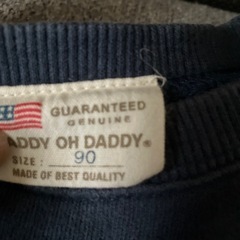 GUARANTEED
GENUINE
ADDY OH DADDY®
SIZE: 90
MADE OF BEST QUALITY